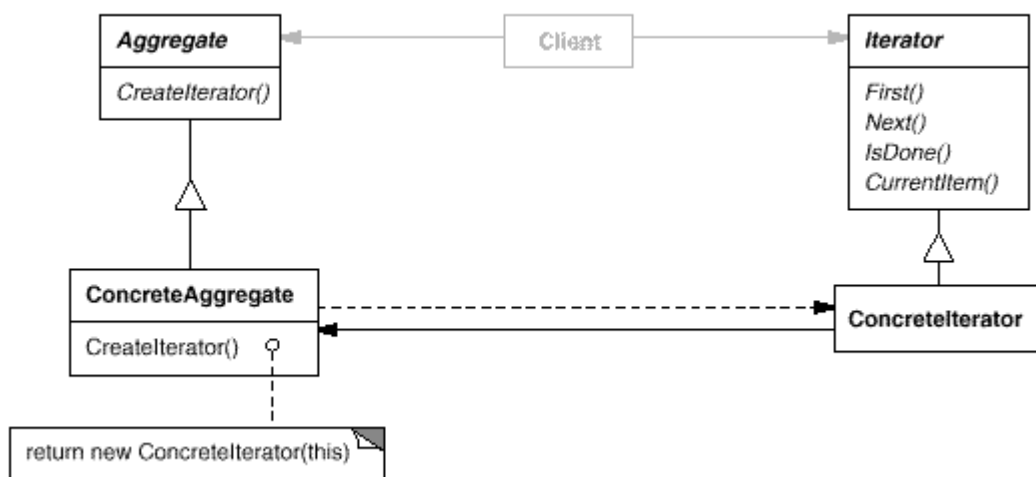 Aggregate
CreateIterator()
Client
Iterator
First()
Next()
IsDone()
CurrentItem()
ConcreteAggregate
CreateIterator()
ConcreteIterator
return new ConcreteIterator(this)